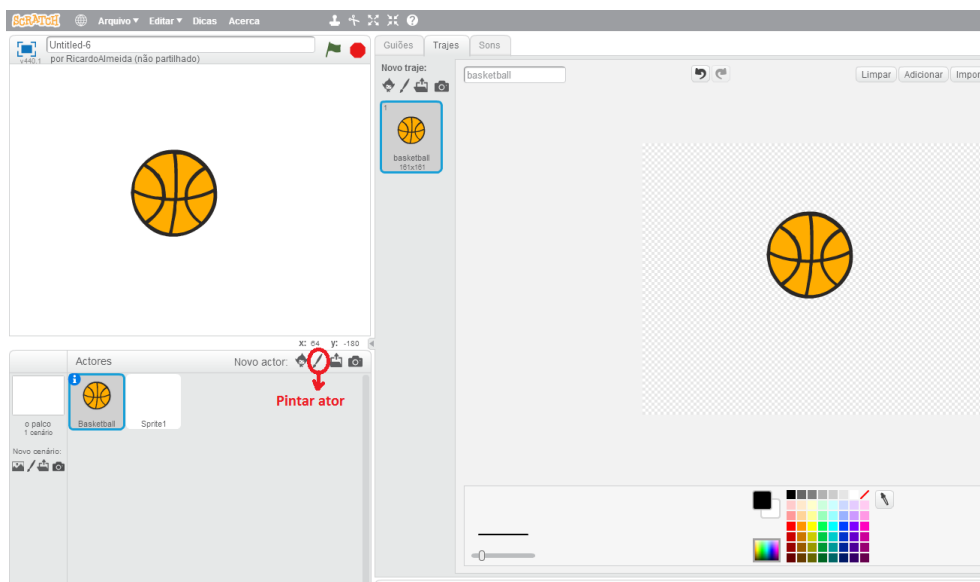 SCRATCH Arquivo Editar Dicas Acerca
Untitled-6
v440.1 por RicardoAlmeida (não partilhado)
Guiões Trajes Sons
Novo traje:
basketball
Limpar Adicionar Impor
1
basketball
161x161
x: 64 y: -180
Actores
Novo actor:
Pintar ator
o palco
1 cenário
Basketball
Sprite1
Novo cenário: